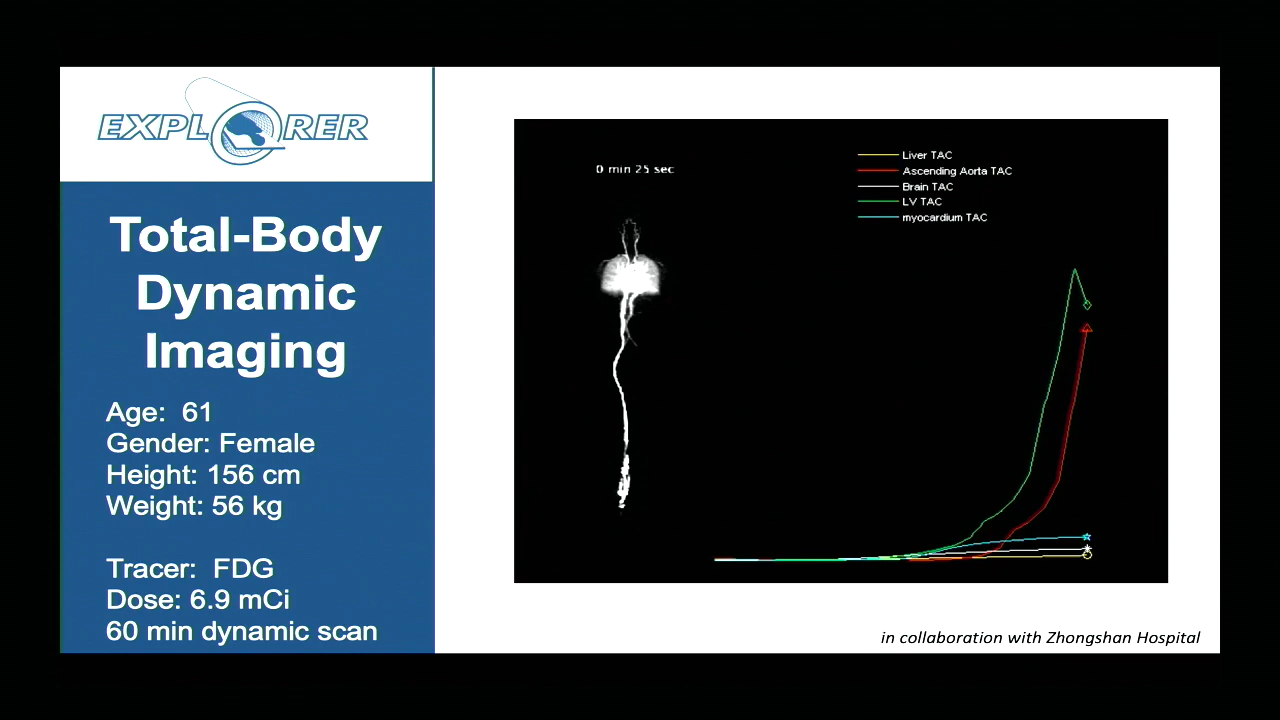 EXPLORER
Total-Body
Dynamic
Imaging
Age: 61
Gender: Female
Height: 156 cm
Weight: 56 kg
Tracer: FDG
Dose: 6.9 mCi
60 min dynamic scan
0 min 25 sec
Liver TAC
Ascending Aorta TAC
Brain TAC
LV TAC
myocardium TAC
in collaboration with Zhongshan Hospital